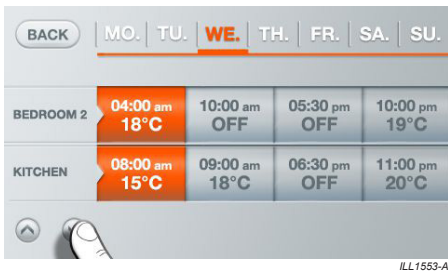 BACK MO. TU. WE. TH. FR. SA. SU.
BEDROOM 2 04:00 am 10:00 am 05:30 pm 10:00 pm
18°C OFF OFF 19°C
KITCHEN 08:00 am 09:00 am 06:30 pm 11:00 pm
15°C 18°C OFF 20°C
ILL1553-A